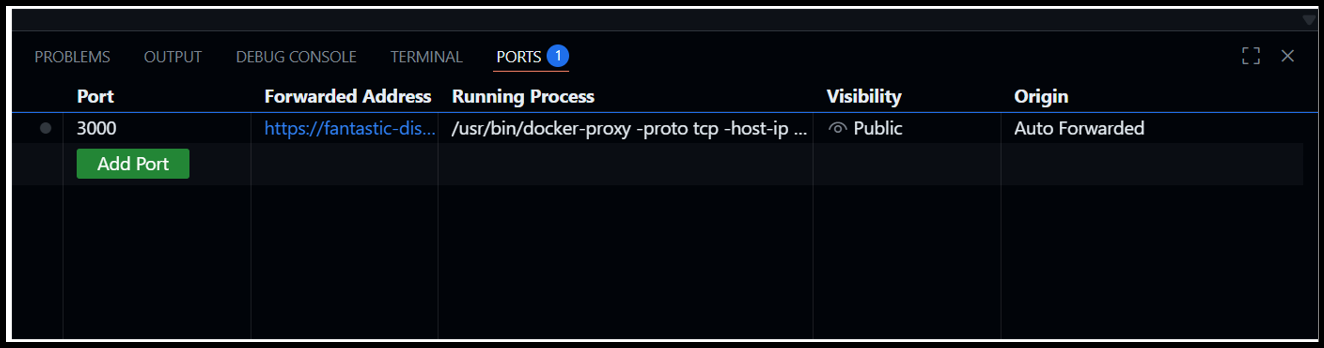 PROBLEMS OUTPUT DEBUG CONSOLE TERMINAL PORTS 1
Port Forwarded Address Running Process Visibility Origin
3000 https://fantastic-dis... /usr/bin/docker-proxy -proto tcp -host-ip ... Public Auto Forwarded
Add Port